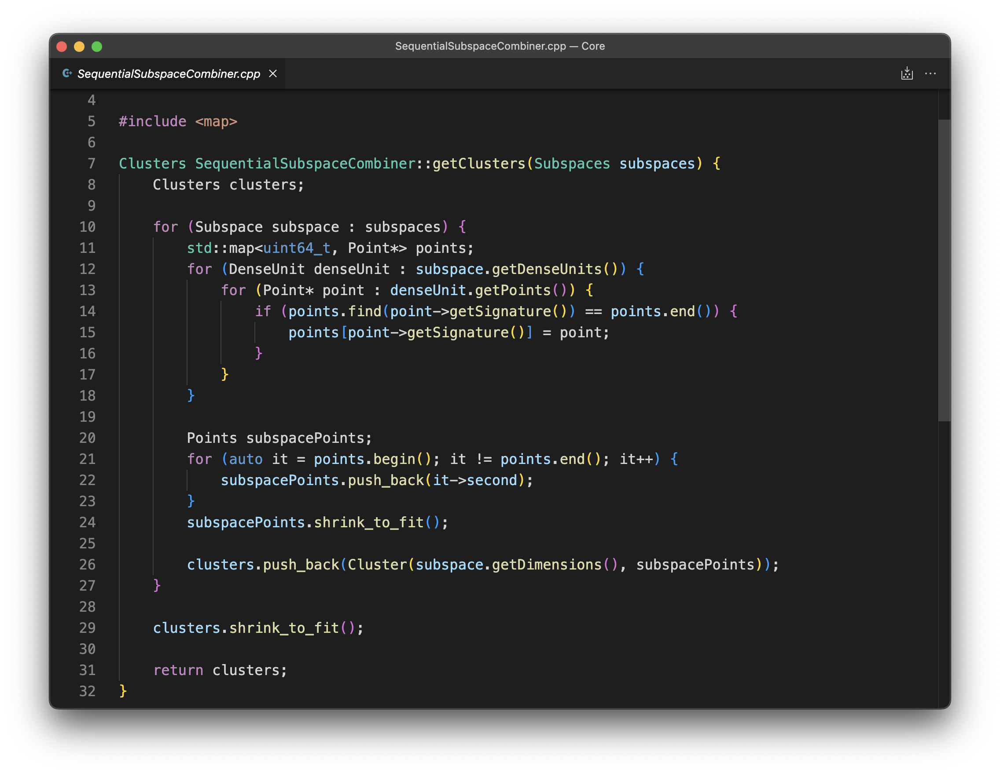 SequentialSubspaceCombiner.cpp — Core
SequentialSubspaceCombiner.cpp
4
5 #include <map>
6
7 Clusters SequentialSubspaceCombiner::getClusters(Subspaces subspaces) {
8     Clusters clusters;
9
10     for (Subspace subspace : subspaces) {
11         std::map<uint64_t, Point*> points;
12         for (DenseUnit denseUnit : subspace.getDenseUnits()) {
13             for (Point* point : denseUnit.getPoints()) {
14                 if (points.find(point->getSignature()) == points.end()) {
15                     points[point->getSignature()] = point;
16                 }
17             }
18         }
19
20         Points subspacePoints;
21         for (auto it = points.begin(); it != points.end(); it++) {
22             subspacePoints.push_back(it->second);
23         }
24         subspacePoints.shrink_to_fit();
25
26         clusters.push_back(Cluster(subspace.getDimensions(), subspacePoints));
27     }
28
29     clusters.shrink_to_fit();
30
31     return clusters;
32 }